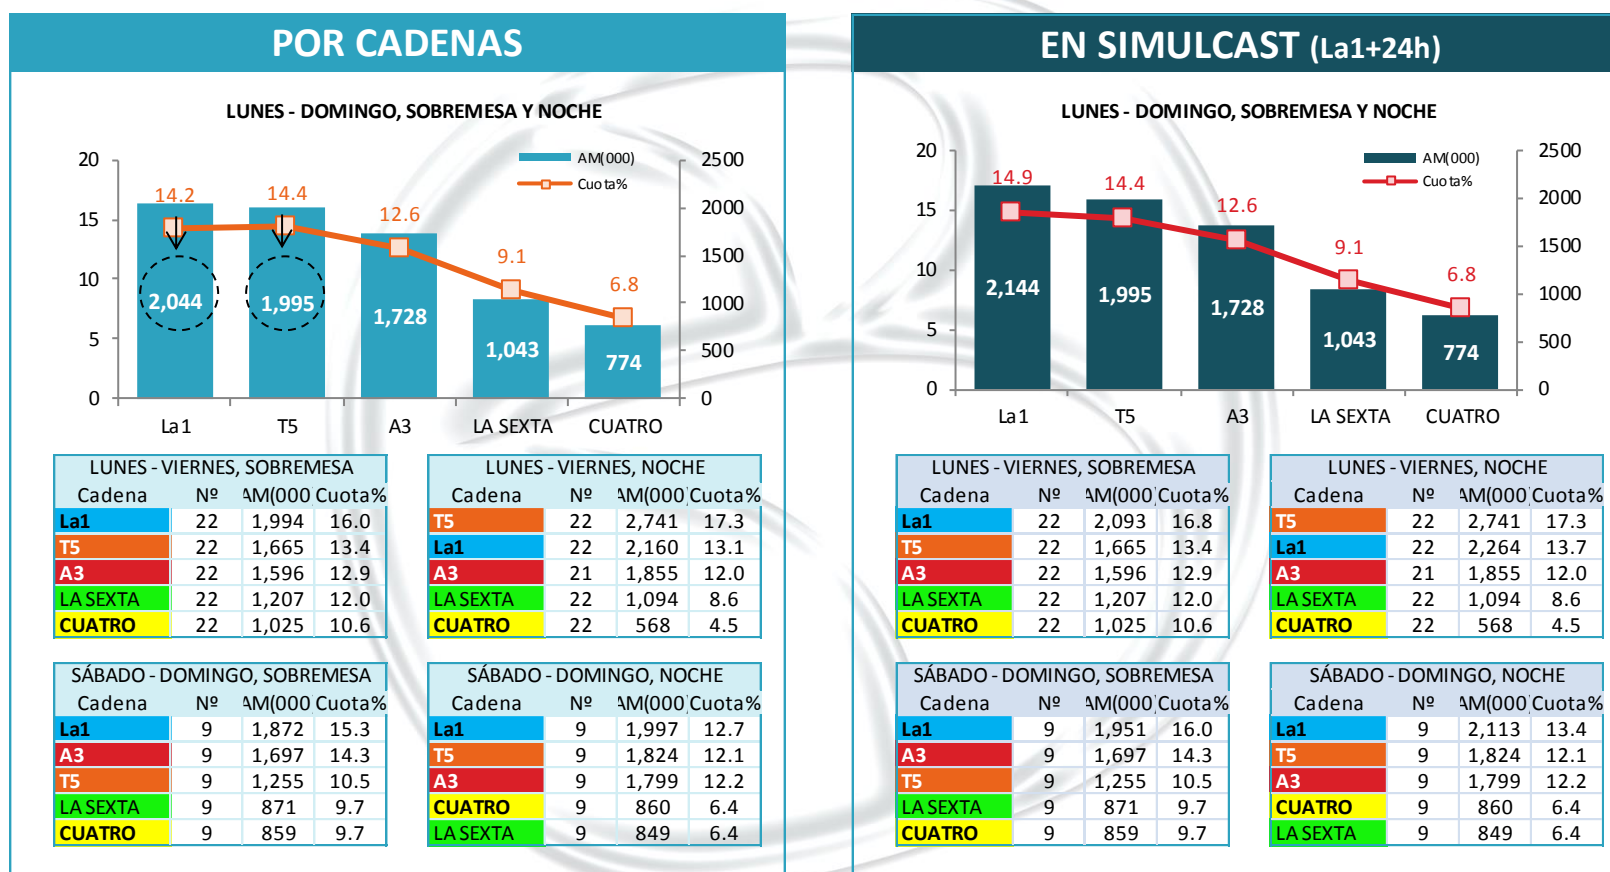 POR CADENAS
LUNES - DOMINGO, SOBREMESA Y NOCHE
AM(000)
Cuota%
20
15
10
5
0
2500
2000
1500
1000
500
0
14.2
14.4
12.6
9.1
6.8
2,044
1,995
1,728
1,043
774
La1 T5 A3 LA SEXTA CUATRO
LUNES - VIERNES, SOBREMESA
Cadena Nº AM(000) Cuota%
La1 22 1,994 16.0
T5 22 1,665 13.4
A3 22 1,596 12.9
LA SEXTA 22 1,207 12.0
CUATRO 22 1,025 10.6
LUNES - VIERNES, NOCHE
Cadena Nº AM(000) Cuota%
T5 22 2,741 17.3
La1 22 2,160 13.1
A3 21 1,855 12.0
LA SEXTA 22 1,094 8.6
CUATRO 22 568 4.5
SÁBADO - DOMINGO, SOBREMESA
Cadena Nº AM(000) Cuota%
La1 9 1,872 15.3
A3 9 1,697 14.3
T5 9 1,255 10.5
LA SEXTA 9 871 9.7
CUATRO 9 859 9.7
SÁBADO - DOMINGO, NOCHE
Cadena Nº AM(000) Cuota%
La1 9 1,997 12.7
T5 9 1,824 12.1
A3 9 1,799 12.2
CUATRO 9 860 6.4
LA SEXTA 9 849 6.4
EN SIMULCAST (La1+24h)
LUNES - DOMINGO, SOBREMESA Y NOCHE
AM(000)
Cuota%
20
15
10
5
0
2500
2000
1500
1000
500
0
14.9
14.4
12.6
9.1
6.8
2,144
1,995
1,728
1,043
774
La1 T5 A3 LA SEXTA CUATRO
LUNES - VIERNES, SOBREMESA
Cadena Nº AM(000) Cuota%
La1 22 2,093 16.8
T5 22 1,665 13.4
A3 22 1,596 12.9
LA SEXTA 22 1,207 12.0
CUATRO 22 1,025 10.6
LUNES - VIERNES, NOCHE
Cadena Nº AM(000) Cuota%
T5 22 2,741 17.3
La1 22 2,264 13.7
A3 21 1,855 12.0
LA SEXTA 22 1,094 8.6
CUATRO 22 568 4.5
SÁBADO - DOMINGO, SOBREMESA
Cadena Nº AM(000) Cuota%
La1 9 1,951 16.0
A3 9 1,697 14.3
T5 9 1,255 10.5
LA SEXTA 9 871 9.7
CUATRO 9 859 9.7
SÁBADO - DOMINGO, NOCHE
Cadena Nº AM(000) Cuota%
La1 9 2,113 13.4
T5 9 1,824 12.1
A3 9 1,799 12.2
CUATRO 9 860 6.4
LA SEXTA 9 849 6.4